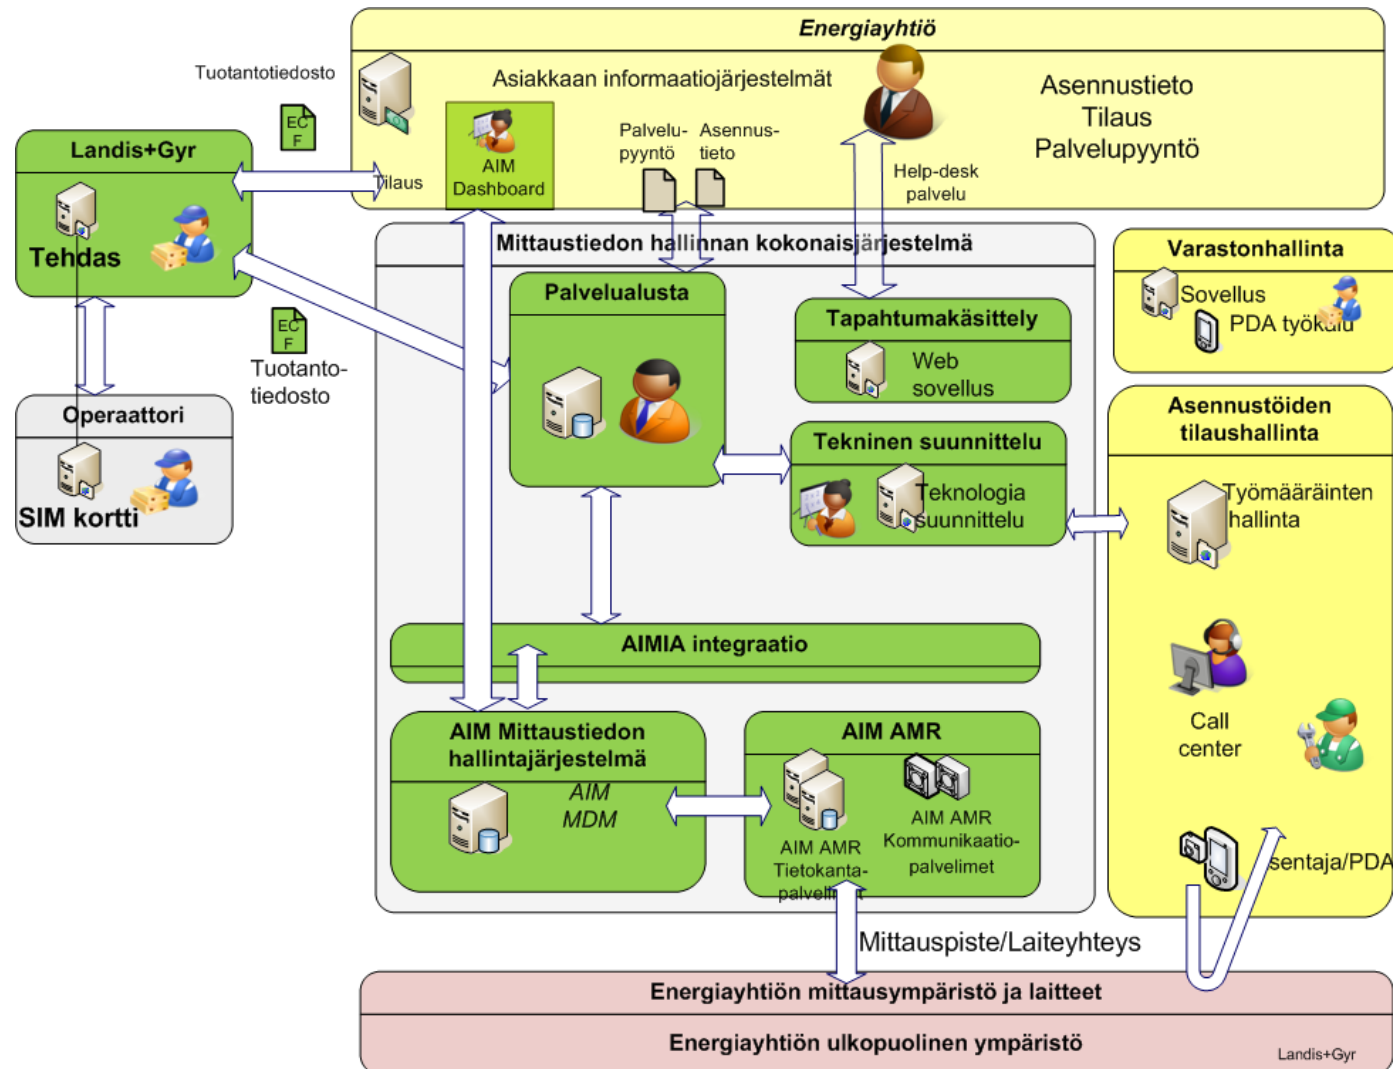 Energiayhtiö
Tuotantotiedosto
Asiakkaan informaatiojärjestelmät
Asennustieto
Tilaus
Palvelupyyntö
EC
F
AIM
Dashboard
Palvelu-
pyyntö
Asennus-
tieto
Help-desk
palvelu
Tilaus
Landis+Gyr
Tehdas
EC
F
Tuotanto-
tiedosto
Operaattori
SIM kortti
Mittaustiedon hallinnan kokonaisjärjestelmä
Palvelualusta
Tapahtumakäsittely
Web
sovellus
Tekninen suunnittelu
Teknologia
suunnittelu
Varastonhallinta
Sovellus
PDA työkalu
Asennustöiden
tilaushallinta
Työmääräinten
hallinta
Call
center
sentaja/PDA
AIMIA integraatio
AIM Mittaustiedon
hallintajärjestelmä
AIM
MDM
AIM AMR
AIM AMR
Tietokanta-
palvelimet
AIM AMR
Kommunikaatio-
palvelimet
Mittauspiste/Laiteyhteys
Energiayhtiön mittausympäristö ja laitteet
Energiayhtiön ulkopuolinen ympäristö
Landis+Gyr